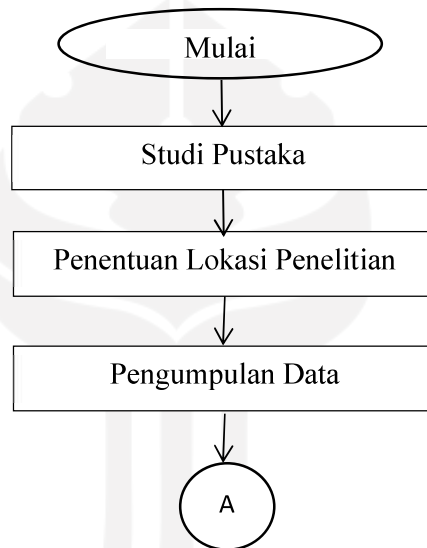 Mulai
Studi Pustaka
Penentuan Lokasi Penelitian
Pengumpulan Data
A